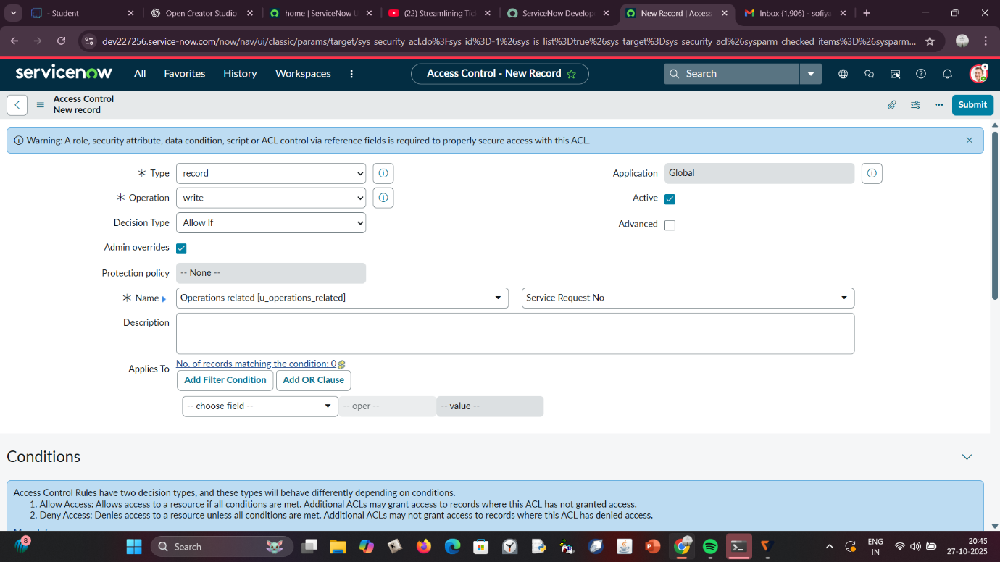 - Student
Open Creator Studio
home | ServiceNow U
(22) Streamlining Tic
ServiceNow Develop
New Record | Access
Inbox (1,906) - sofiya
dev227256.service-now.com/now/nav/ui/classic/params/target/sys_security_acl.do%3Fsys_id%3D-1%26sys_is_list%3Dtrue%26sys_target%3Dsys_security_acl%26sysparm_checked_items%3D%26sysparm...
servicenow
All
Favorites
History
Workspaces
Access Control - New Record
Search
Access Control
New record
Submit
Warning: A role, security attribute, data condition, script or ACL control via reference fields is required to properly secure access with this ACL.
Type
record
Application
Global
Operation
write
Active
Decision Type
Allow If
Advanced
Admin overrides
Protection policy
-- None --
Name
Operations related [u_operations_related]
Service Request No
Description
Applies To
No. of records matching the condition: 0
Add Filter Condition
Add OR Clause
-- choose field --
-- oper --
-- value --
Conditions
Access Control Rules have two decision types, and these types will behave differently depending on conditions.
1. Allow Access: Allows access to a resource if all conditions are met. Additional ACLs may grant access to records where this ACL has not granted access.
2. Deny Access: Denies access to a resource unless all conditions are met. Additional ACLs may not grant access to records where this ACL has denied access.
8
Search
ENG
IN
20:45
27-10-2025